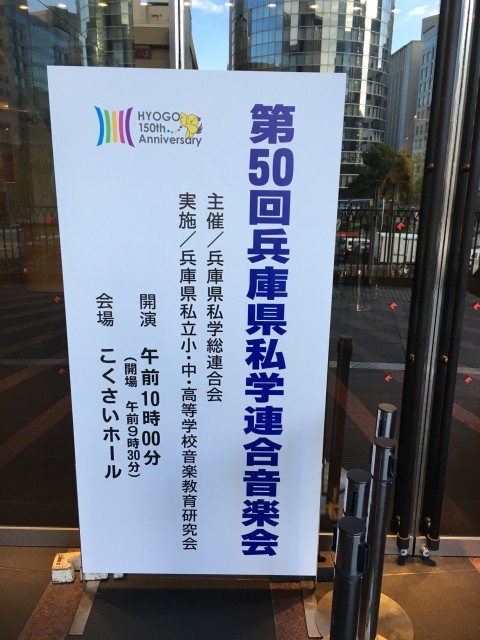 第50回兵庫県私学連合音楽会
主催／兵庫県私学総連合会
実施／兵庫県私立小・中・高等学校音楽教育研究会
開演 午前10時00分
(開場 午前9時30分)
会場 こくさいホール
HYOGO
150th
Anniversary